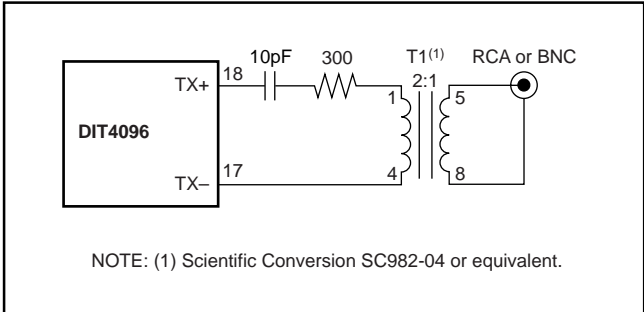 10pF 300 T1(1) RCA or BNC
18 2:1
TX+ 1 5
DIT4096
17 4 8
TX–
NOTE: (1) Scientific Conversion SC982-04 or equivalent.